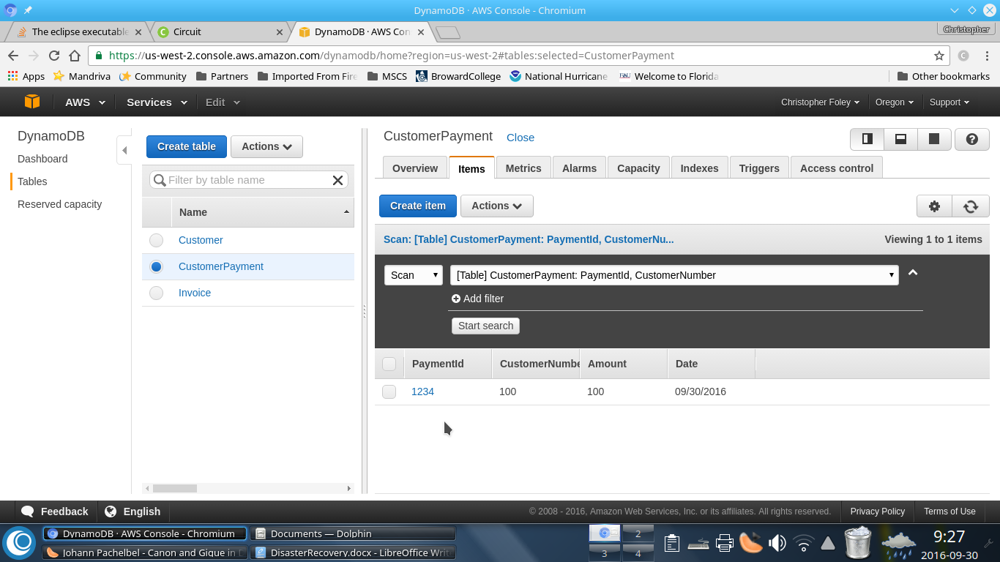 DynamoDB · AWS Console - Chromium
The eclipse executable
Circuit
DynamoDB · AWS Con
Christopher
https://us-west-2.console.aws.amazon.com/dynamodb/home?region=us-west-2#tables:selected=CustomerPayment
Apps Mandriva Community Partners Imported From Fire MSCS BrowardCollege National Hurricane Welcome to Florida Other bookmarks
AWS Services Edit Christopher Foley Oregon Support
DynamoDB
Dashboard
Tables
Reserved capacity
Create table Actions
Filter by table name
Name
Customer
CustomerPayment
Invoice
CustomerPayment Close
Overview Items Metrics Alarms Capacity Indexes Triggers Access control
Create item Actions
Scan: [Table] CustomerPayment: PaymentId, CustomerNu... Viewing 1 to 1 items
Scan [Table] CustomerPayment: PaymentId, CustomerNumber
Add filter
Start search
PaymentId CustomerNumbe Amount Date
1234 100 100 09/30/2016
Feedback English © 2008 - 2016, Amazon Web Services, Inc. or its affiliates. All rights reserved. Privacy Policy Terms of Use
DynamoDB · AWS Console - Chromium Documents — Dolphin
Johann Pachelbel - Canon and Gigue in D DisasterRecovery.docx - LibreOffice Writ
2
3 4
9:27
2016-09-30